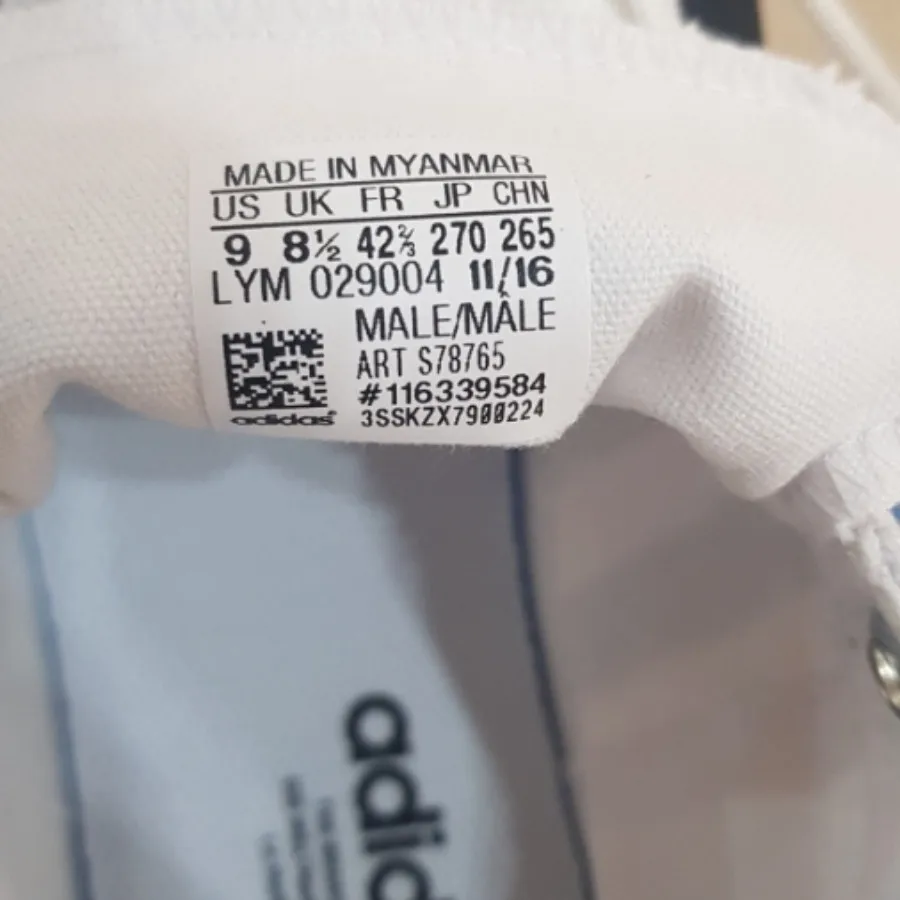 MADE IN MYANMAR
US UK FR JP CHN
9 8½ 42⅔ 270 265
LYM 029004 11/16
MALE/MÂLE
ART S78765
#116339584
adidas 3SSKZX7900224
adid